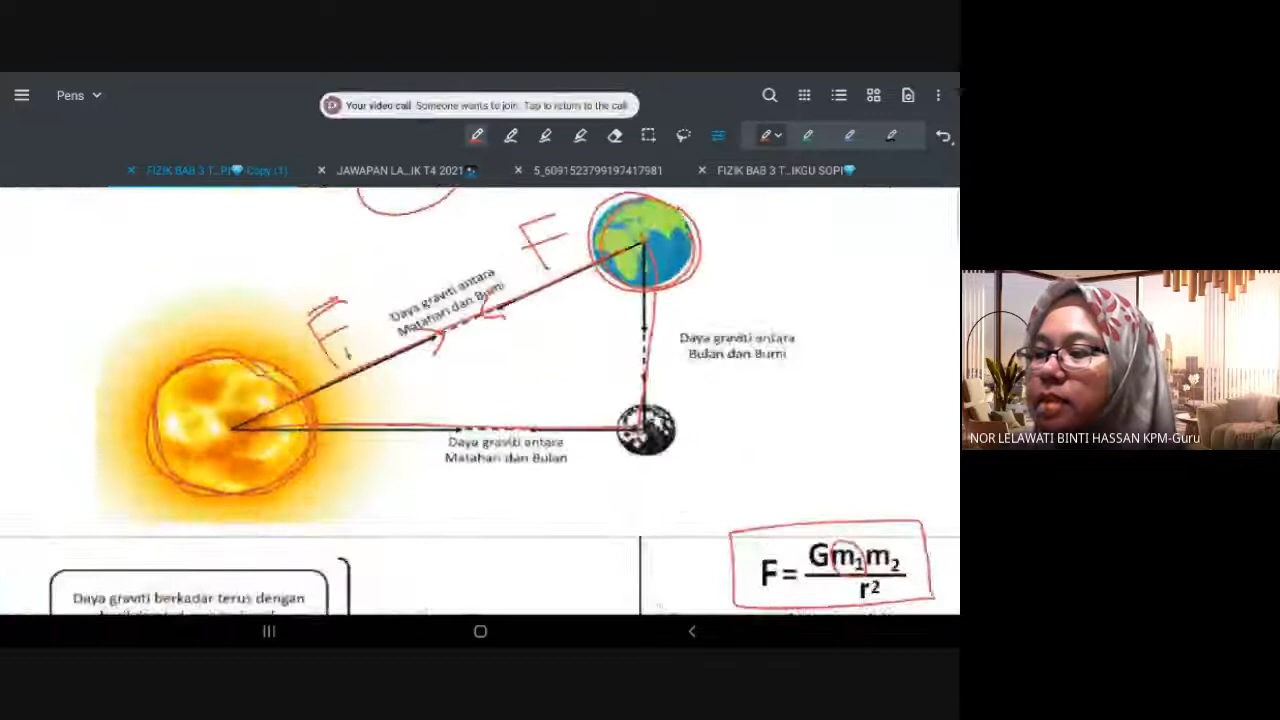 Pens
Your video call Someone wants to join. Tap to return to the call
FIZIK BAB 3 T...PI💎 Copy (1)
JAWAPAN LA...IK T4 2021
5_6091523799197417981
FIZIK BAB 3 T...IKGU SOPI💎
F
F
Daya graviti antara
Matahari dan Bumi
Daya graviti antara
Bulan dan Bumi
Daya graviti antara
Matahari dan Bulan
F = Gm₁m₂
r²
Daya graviti berkadar terus dengan
NOR LELAWATI BINTI HASSAN KPM-Guru